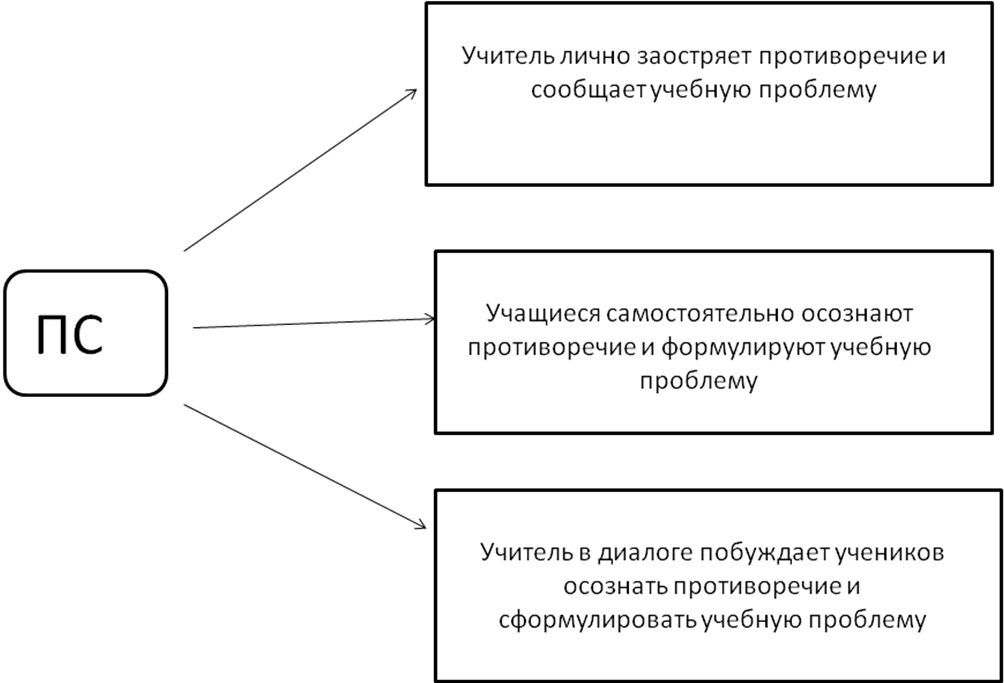 Учитель лично заостряет противоречие и
сообщает учебную проблему
ПС
Учащиеся самостоятельно осознают
противоречие и формулируют учебную
проблему
Учитель в диалоге побуждает учеников
осознать противоречие и
сформулировать учебную проблему